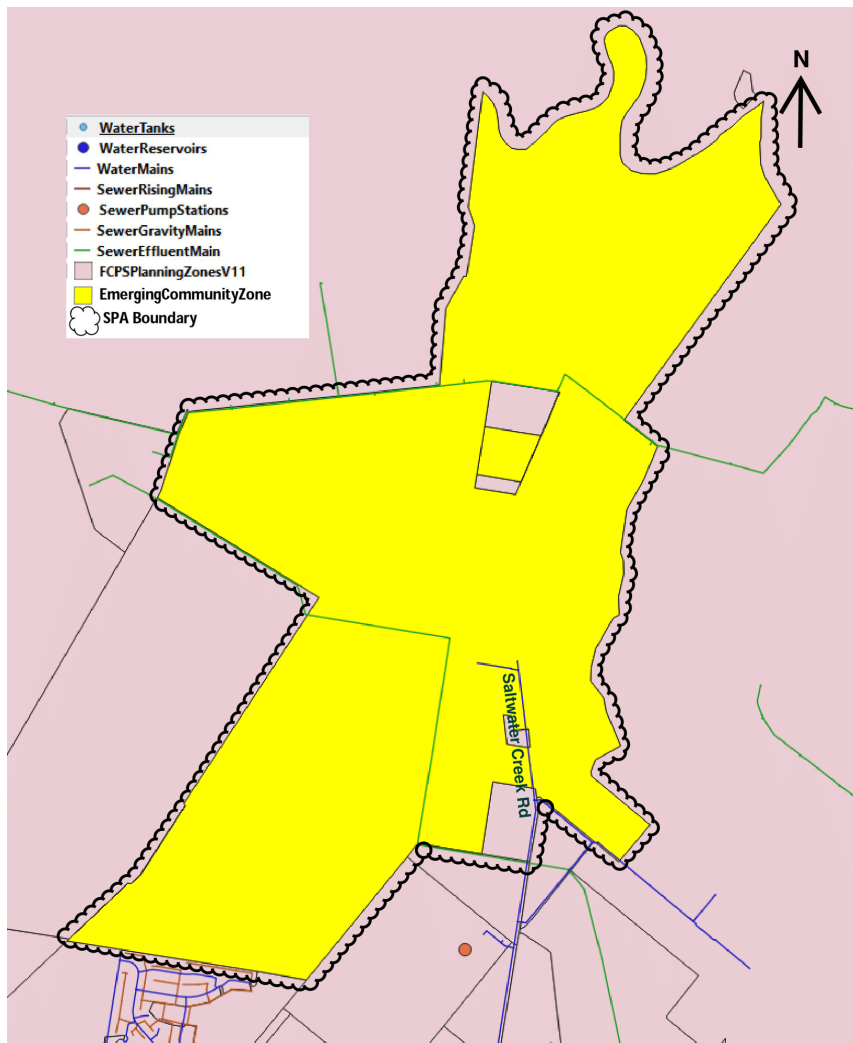 N
WaterTanks
WaterReservoirs
WaterMains
SewerRisingMains
SewerPumpStations
SewerGravityMains
SewerEffluentMain
FCPSPlanningZonesV11
EmergingCommunityZone
SPA Boundary
Saltwater Creek Rd